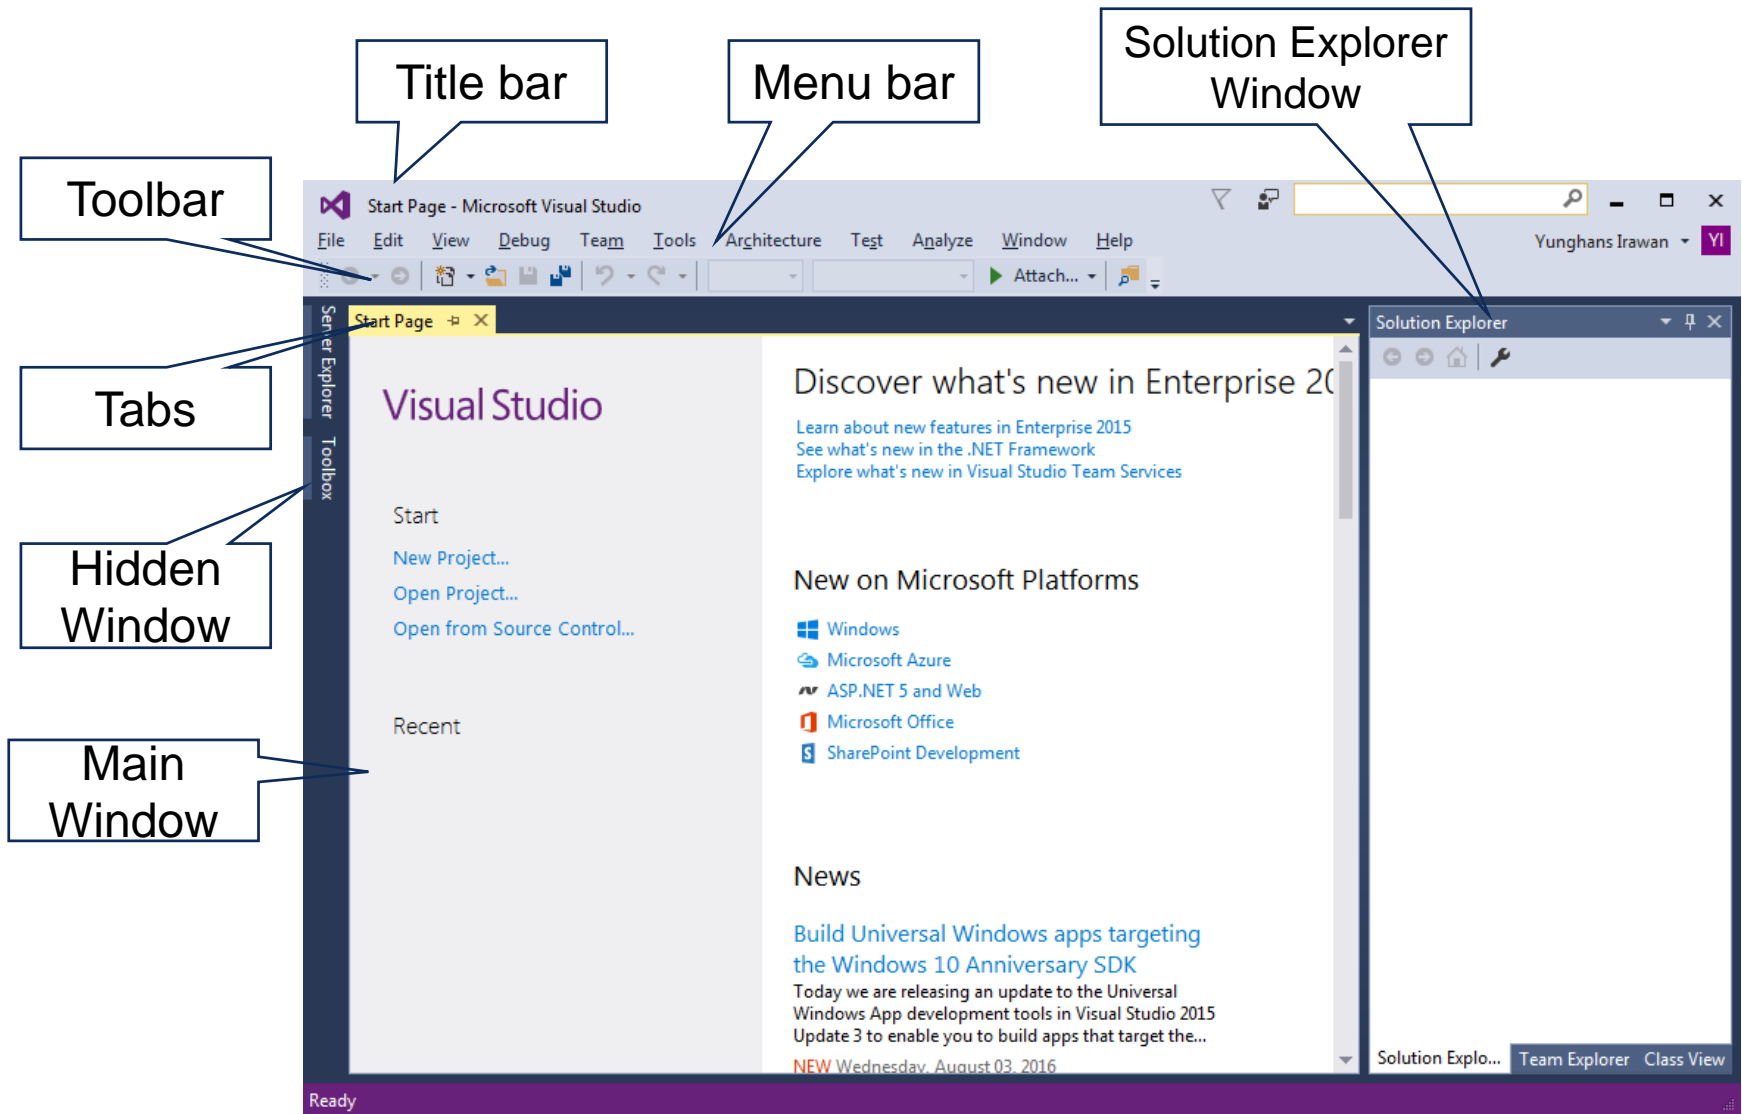 Title bar
Menu bar
Solution Explorer
Window
Toolbar
Start Page - Microsoft Visual Studio
File Edit View Debug Team Tools Architecture Test Analyze Window Help
Yunghans Irawan YI
Attach...
Server Explorer
Toolbox
Start Page
Solution Explorer
Tabs
Hidden
Window
Main
Window
Visual Studio
Start
New Project...
Open Project...
Open from Source Control...
Recent
Discover what's new in Enterprise 20
Learn about new features in Enterprise 2015
See what's new in the .NET Framework
Explore what's new in Visual Studio Team Services
New on Microsoft Platforms
Windows
Microsoft Azure
ASP.NET 5 and Web
Microsoft Office
SharePoint Development
News
Build Universal Windows apps targeting
the Windows 10 Anniversary SDK
Today we are releasing an update to the Universal
Windows App development tools in Visual Studio 2015
Update 3 to enable you to build apps that target the...
NEW Wednesday, August 03, 2016
Solution Explo... Team Explorer Class View
Ready